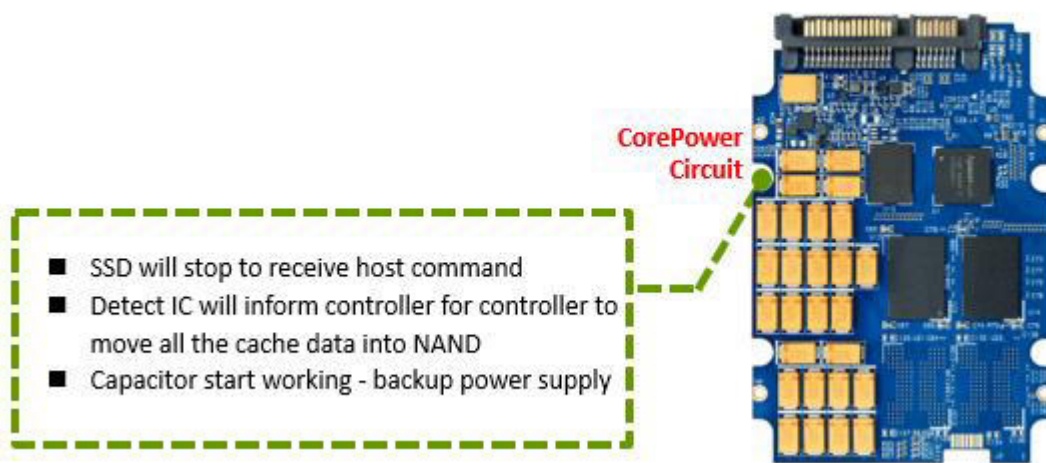 CorePower
Circuit
■ SSD will stop to receive host command
■ Detect IC will inform controller for controller to
move all the cache data into NAND
■ Capacitor start working - backup power supply